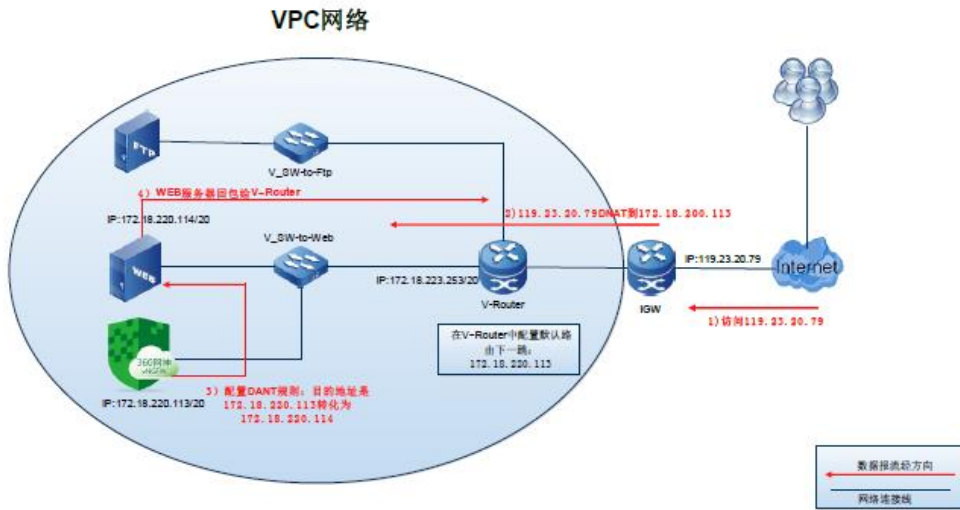 VPC网络
FTP
V_SW-to-Ftp
4) WEB服务器回包给V-Router
IP:172.18.220.114/20
2)119.23.20.79DNAT到172.18.200.113
V_SW-to-Web
WEB
IP:172.18.223.253/20
V-Router
IP:119.23.20.79
IGW
Internet
1)访问119.23.20.79
在V-Router中配置默认路
由下一跳:
172.18.220.113
360网神
IP:172.18.220.113/20
3) 配置DANT规则: 目的地址是
172.18.220.113转化为
172.18.220.114
数据报流经方向
网络连接线